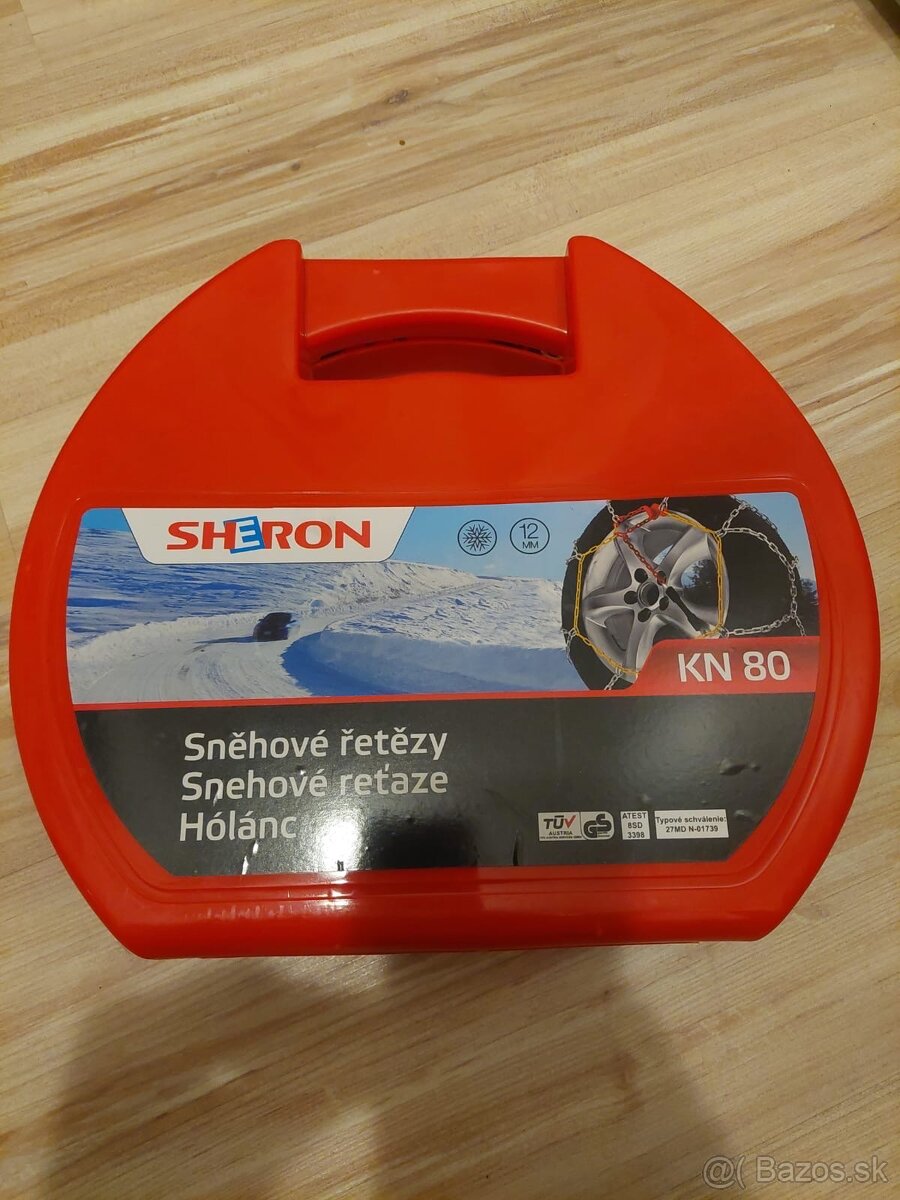 SHERON
12
MM
KN 80
Sněhové řetězy
Snehové reťaze
Hólánc
TÜV
AUSTRIA
GS
ATEST
8SD
3398
Typové schválenie:
27MD N-01739
@( Bazos.sk